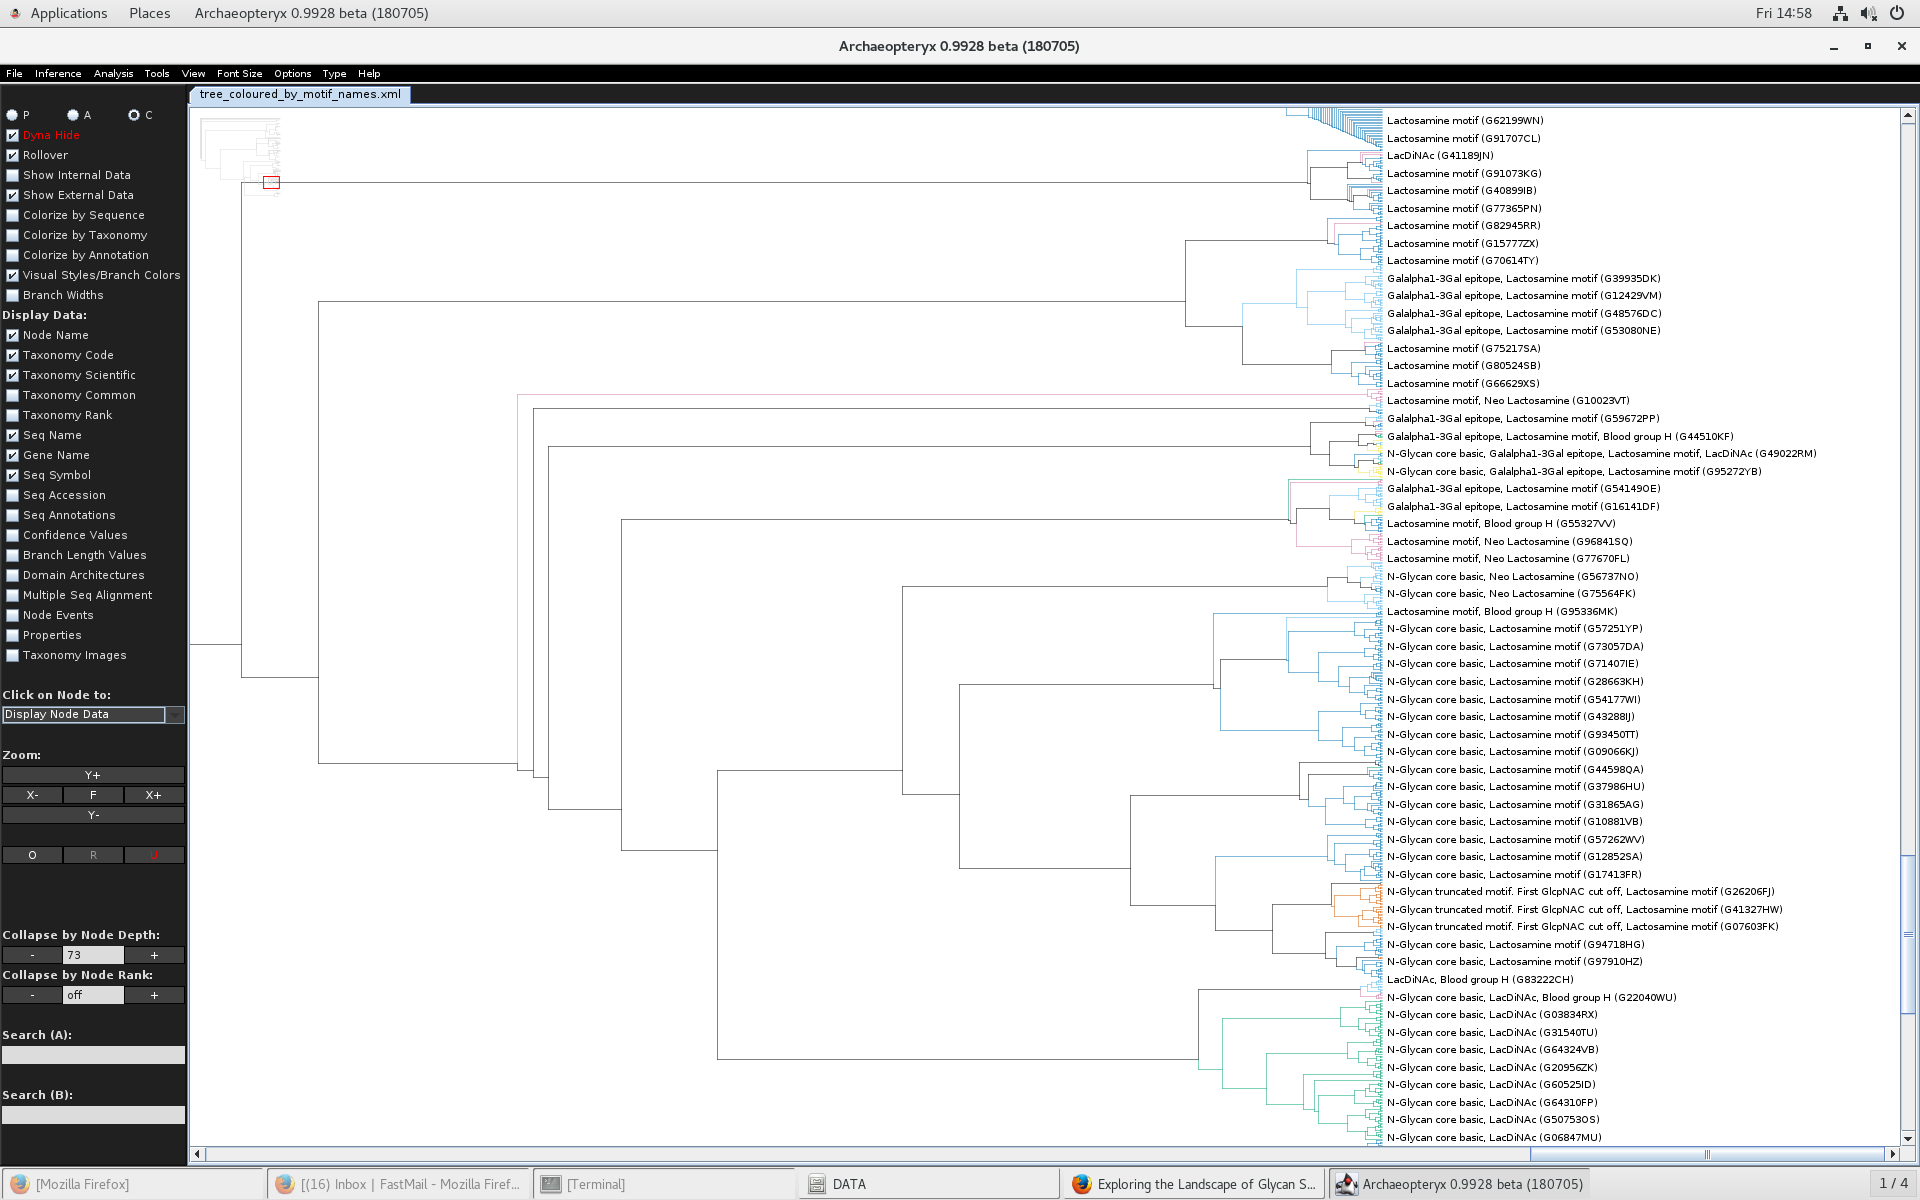 Applications Places Archaeopteryx 0.9928 beta (180705) Fri 14:58
Archaeopteryx 0.9928 beta (180705)
File Inference Analysis Tools View Font Size Options Type Help
tree_coloured_by_motif_names.xml
P A C
Dyna Hide
Rollover
Show Internal Data
Show External Data
Colorize by Sequence
Colorize by Taxonomy
Colorize by Annotation
Visual Styles/Branch Colors
Branch Widths
Display Data:
Node Name
Taxonomy Code
Taxonomy Scientific
Taxonomy Common
Taxonomy Rank
Seq Name
Gene Name
Seq Symbol
Seq Accession
Seq Annotations
Confidence Values
Branch Length Values
Domain Architectures
Multiple Seq Alignment
Node Events
Properties
Taxonomy Images
Click on Node to:
Display Node Data
Zoom:
Y+
X- F X+
Y-
O R U
Collapse by Node Depth:
- 73 +
Collapse by Node Rank:
- off +
Search (A):
Search (B):
Lactosamine motif (G62199WN)
Lactosamine motif (G91707CL)
LacDiNAc (G41189JN)
Lactosamine motif (G91073KG)
Lactosamine motif (G40899IB)
Lactosamine motif (G77365PN)
Lactosamine motif (G82945RR)
Lactosamine motif (G15777ZX)
Lactosamine motif (G70614TY)
Galalpha1-3Gal epitope, Lactosamine motif (G39935DK)
Galalpha1-3Gal epitope, Lactosamine motif (G12429VM)
Galalpha1-3Gal epitope, Lactosamine motif (G48576DC)
Galalpha1-3Gal epitope, Lactosamine motif (G53080NE)
Lactosamine motif (G75217SA)
Lactosamine motif (G80524SB)
Lactosamine motif (G66629XS)
Lactosamine motif, Neo Lactosamine (G10023VT)
Galalpha1-3Gal epitope, Lactosamine motif (G59672PP)
Galalpha1-3Gal epitope, Lactosamine motif, Blood group H (G44510KF)
N-Glycan core basic, Galalpha1-3Gal epitope, Lactosamine motif, LacDiNAc (G49022RM)
N-Glycan core basic, Galalpha1-3Gal epitope, Lactosamine motif (G95272YB)
Galalpha1-3Gal epitope, Lactosamine motif (G54149OE)
Galalpha1-3Gal epitope, Lactosamine motif (G16141DF)
Lactosamine motif, Blood group H (G55327VV)
Lactosamine motif, Neo Lactosamine (G96841SQ)
Lactosamine motif, Neo Lactosamine (G77670FL)
N-Glycan core basic, Neo Lactosamine (G56737NO)
N-Glycan core basic, Neo Lactosamine (G75564FK)
Lactosamine motif, Blood group H (G95336MK)
N-Glycan core basic, Lactosamine motif (G57251YP)
N-Glycan core basic, Lactosamine motif (G73057DA)
N-Glycan core basic, Lactosamine motif (G71407IE)
N-Glycan core basic, Lactosamine motif (G28663KH)
N-Glycan core basic, Lactosamine motif (G54177WI)
N-Glycan core basic, Lactosamine motif (G43288IJ)
N-Glycan core basic, Lactosamine motif (G93450TT)
N-Glycan core basic, Lactosamine motif (G09066KJ)
N-Glycan core basic, Lactosamine motif (G44598QA)
N-Glycan core basic, Lactosamine motif (G37986HU)
N-Glycan core basic, Lactosamine motif (G31865AG)
N-Glycan core basic, Lactosamine motif (G10881VB)
N-Glycan core basic, Lactosamine motif (G57262WV)
N-Glycan core basic, Lactosamine motif (G12852SA)
N-Glycan core basic, Lactosamine motif (G17413FR)
N-Glycan truncated motif. First GlcpNAC cut off, Lactosamine motif (G26206FJ)
N-Glycan truncated motif. First GlcpNAC cut off, Lactosamine motif (G41327HW)
N-Glycan truncated motif. First GlcpNAC cut off, Lactosamine motif (G07603FK)
N-Glycan core basic, Lactosamine motif (G94718HG)
N-Glycan core basic, Lactosamine motif (G97910HZ)
LacDiNAc, Blood group H (G83222CH)
N-Glycan core basic, LacDiNAc, Blood group H (G22040WU)
N-Glycan core basic, LacDiNAc (G03834RX)
N-Glycan core basic, LacDiNAc (G31540TU)
N-Glycan core basic, LacDiNAc (G64324VB)
N-Glycan core basic, LacDiNAc (G20956ZK)
N-Glycan core basic, LacDiNAc (G60525ID)
N-Glycan core basic, LacDiNAc (G64310FP)
N-Glycan core basic, LacDiNAc (G50753OS)
N-Glycan core basic, LacDiNAc (G06847MU)
[Mozilla Firefox] [(16) Inbox | FastMail - Mozilla Firef... [Terminal] DATA Exploring the Landscape of Glycan S... Archaeopteryx 0.9928 beta (180705) 1 / 4